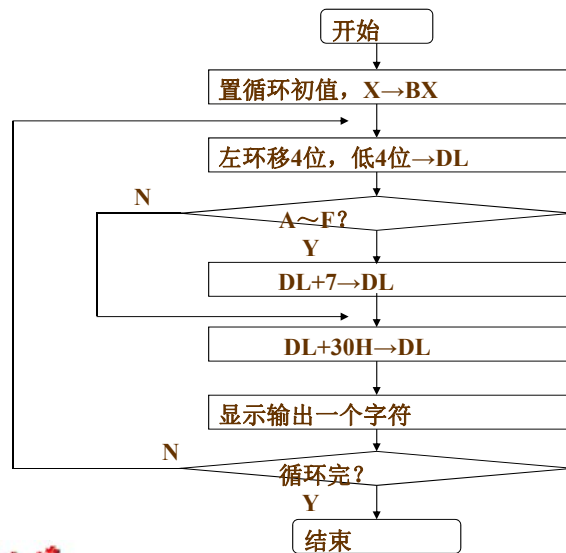 开始
置循环初值，X→BX
左环移4位，低4位→DL
N
A～F？
Y
DL+7→DL
DL+30H→DL
显示输出一个字符
N
循环完？
Y
结束